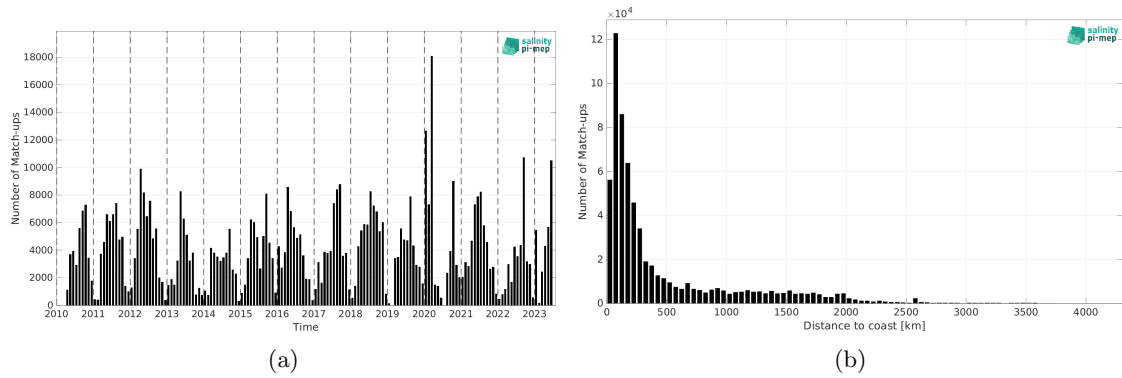 salinity
pi-mep
Number of Match-ups
18000
16000
14000
12000
10000
8000
6000
4000
2000
0
2010 2011 2012 2013 2014 2015 2016 2017 2018 2019 2020 2021 2022 2023
Time
(a)
×10⁴
salinity
pi-mep
Number of Match-ups
12
10
8
6
4
2
0
0 500 1000 1500 2000 2500 3000 3500 4000
Distance to coast [km]
(b)